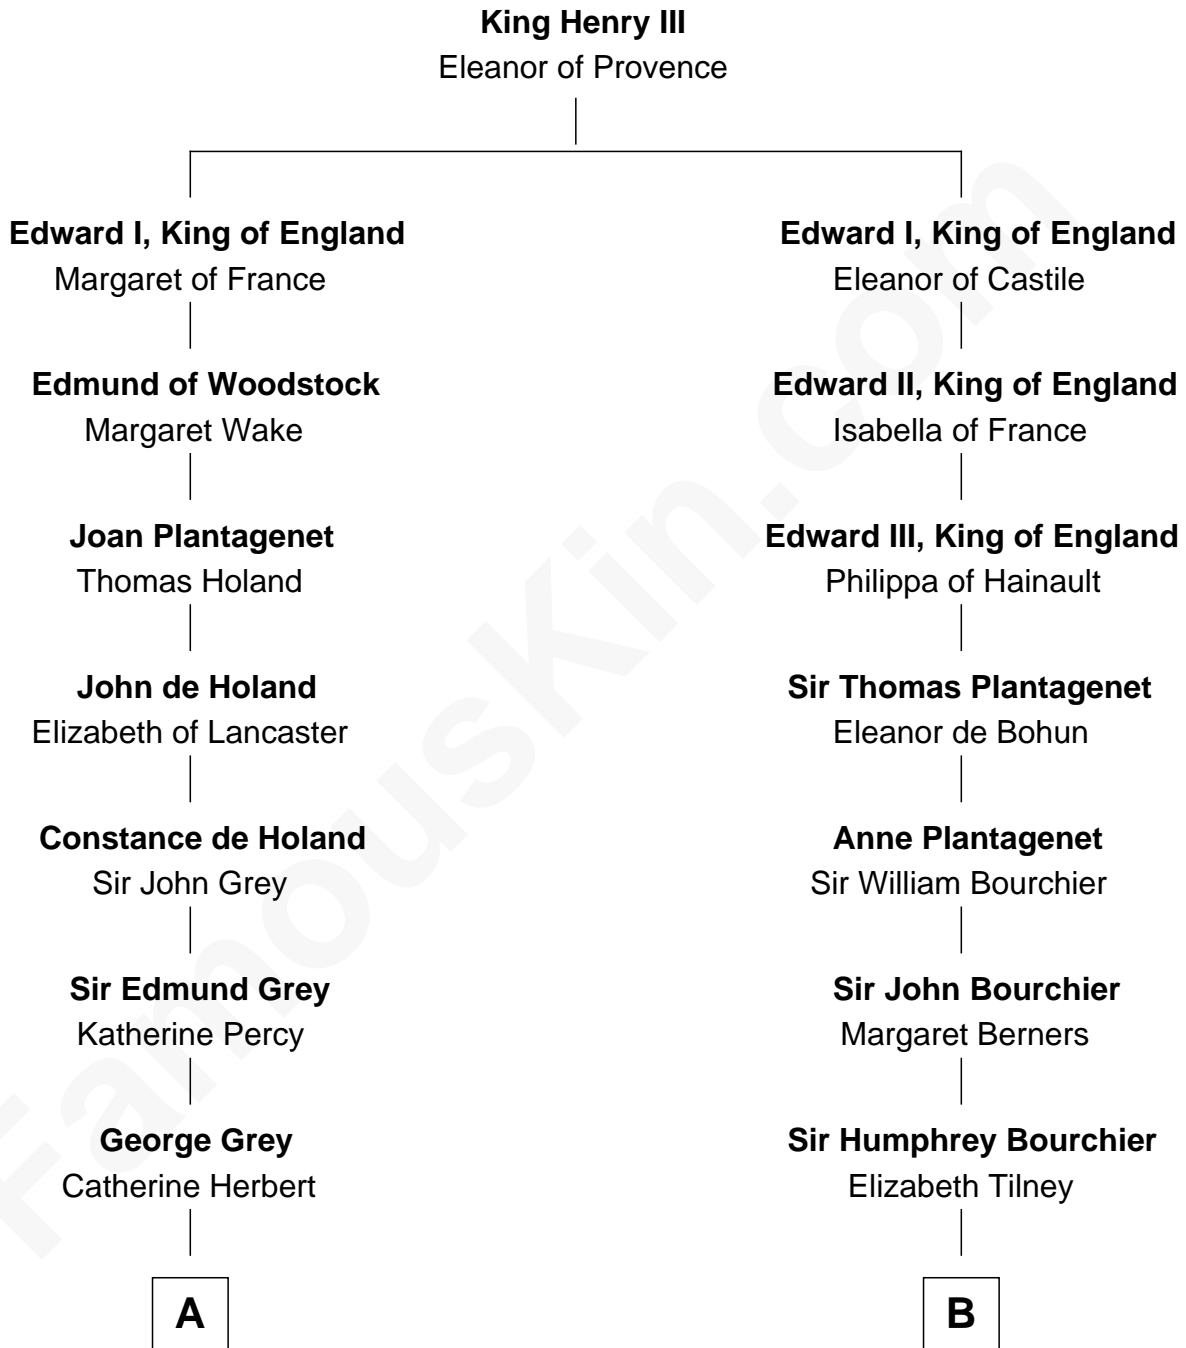 King Henry III
Eleanor of Provence
Edward I, King of England
Margaret of France
Edward I, King of England
Eleanor of Castile
Edmund of Woodstock
Margaret Wake
Edward II, King of England
Isabella of France
Joan Plantagenet
Thomas Holand
Edward III, King of England
Philippa of Hainault
John de Holand
Elizabeth of Lancaster
Sir Thomas Plantagenet
Eleanor de Bohun
Constance de Holand
Sir John Grey
Anne Plantagenet
Sir William Bourchier
Sir Edmund Grey
Katherine Percy
Sir John Bourchier
Margaret Berners
George Grey
Catherine Herbert
Sir Humphrey Bourchier
Elizabeth Tilney
A
B
FamousKin.com